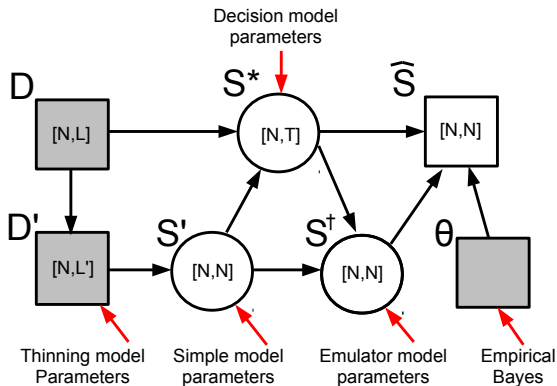 Decision model
parameters
D
S*
Ŝ
[N,L]
[N,T]
[N,N]
D'
S'
S†
θ
[N,L']
[N,N]
[N,N]
Thinning model
Parameters
Simple model
parameters
Emulator model
parameters
Empirical
Bayes